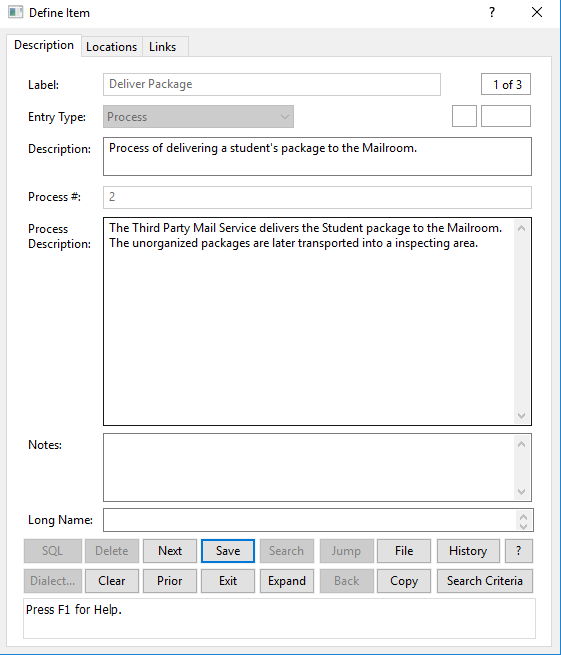 Define Item
?
Description Locations Links
Label: Deliver Package 1 of 3
Entry Type: Process
Description: Process of delivering a student's package to the Mailroom.
Process #: 2
Process
Description:
The Third Party Mail Service delivers the Student package to the Mailroom.
The unorganized packages are later transported into a inspecting area.
Notes:
Long Name:
SQL Delete Next Save Search Jump File History ?
Dialect... Clear Prior Exit Expand Back Copy Search Criteria
Press F1 for Help.